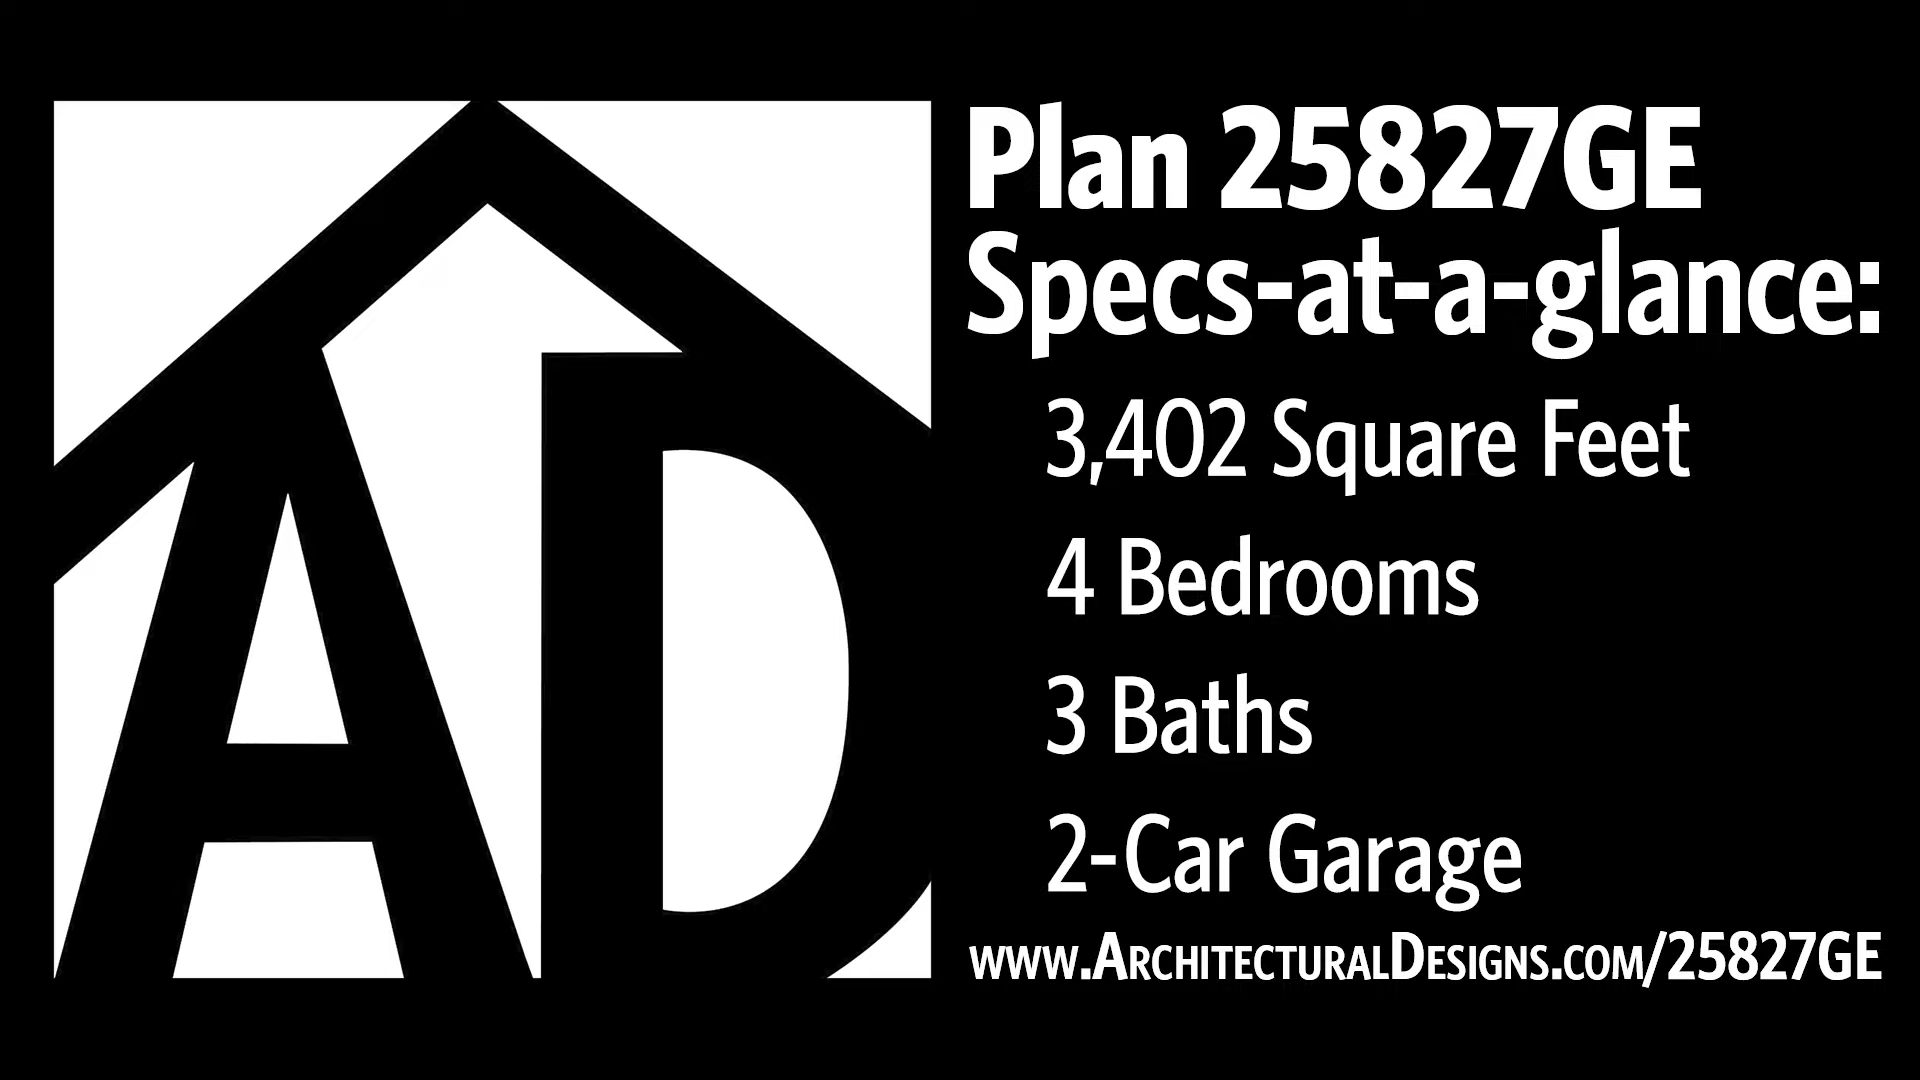 AD
Plan 25827GE
Specs-at-a-glance:
3,402 Square Feet
4 Bedrooms
3 Baths
2-Car Garage
www.ArchitecturalDesigns.com/25827GE